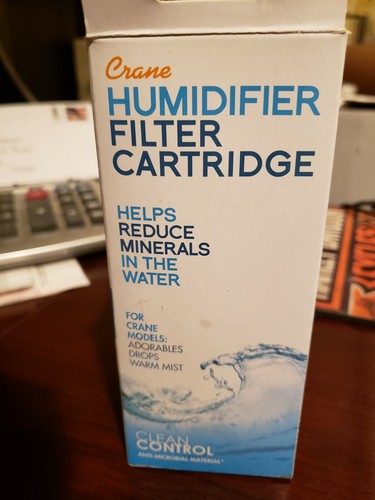 Crane
HUMIDIFIER
FILTER
CARTRIDGE
HELPS
REDUCE
MINERALS
IN THE
WATER
FOR
CRANE
MODELS:
ADORABLES
DROPS
WARM MIST
CLEAN
CONTROL
ANTI-MICROBIAL MATERIAL*